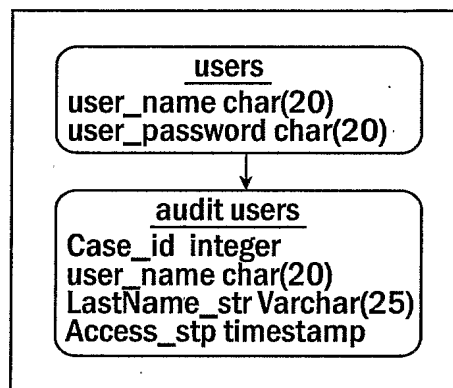 users
user_name char(20)
user_password char(20)
audit users
Case_id integer
user_name char(20)
LastName_str Varchar(25)
Access_stp timestamp